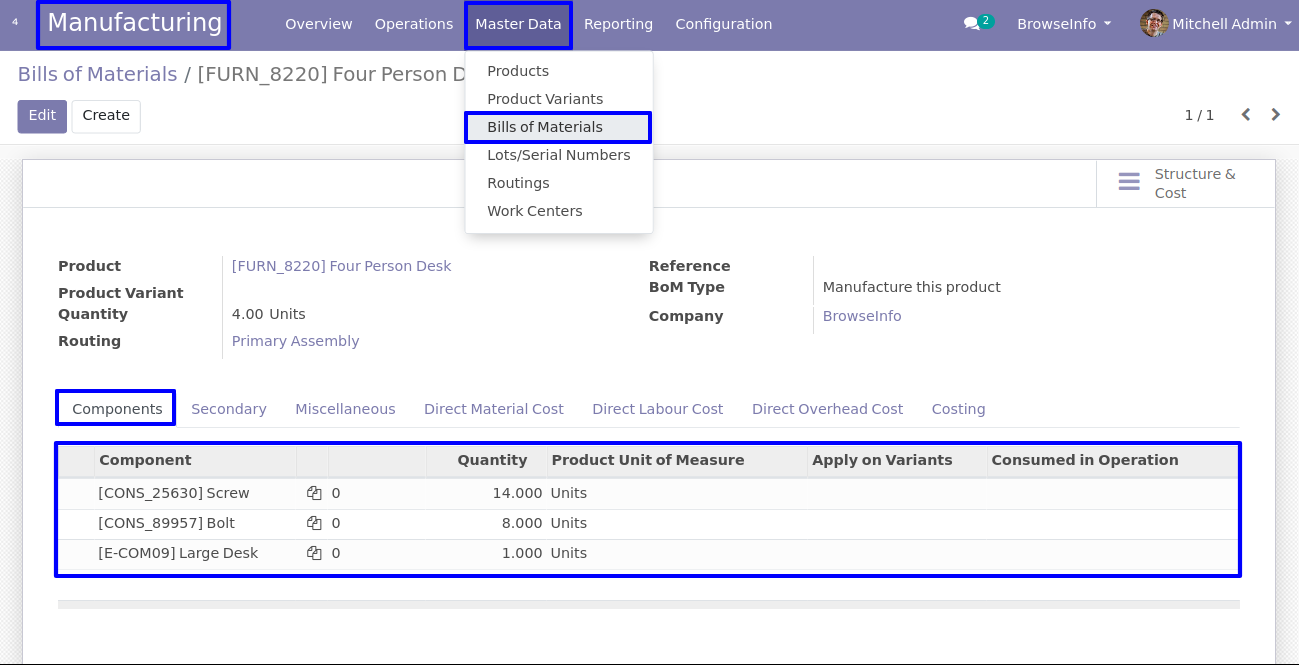 4 Manufacturing Overview Operations Master Data Reporting Configuration 2 BrowseInfo Mitchell Admin
Bills of Materials / [FURN_8220] Four Person D
Edit Create 1 / 1
Products
Product Variants
Bills of Materials
Lots/Serial Numbers
Routings
Work Centers
Structure &
Cost
Product [FURN_8220] Four Person Desk
Product Variant
Quantity 4.00 Units
Routing Primary Assembly
Reference
BoM Type Manufacture this product
Company BrowseInfo
Components Secondary Miscellaneous Direct Material Cost Direct Labour Cost Direct Overhead Cost Costing
Component Quantity Product Unit of Measure Apply on Variants Consumed in Operation
[CONS_25630] Screw 0 14.000 Units
[CONS_89957] Bolt 0 8.000 Units
[E-COM09] Large Desk 0 1.000 Units